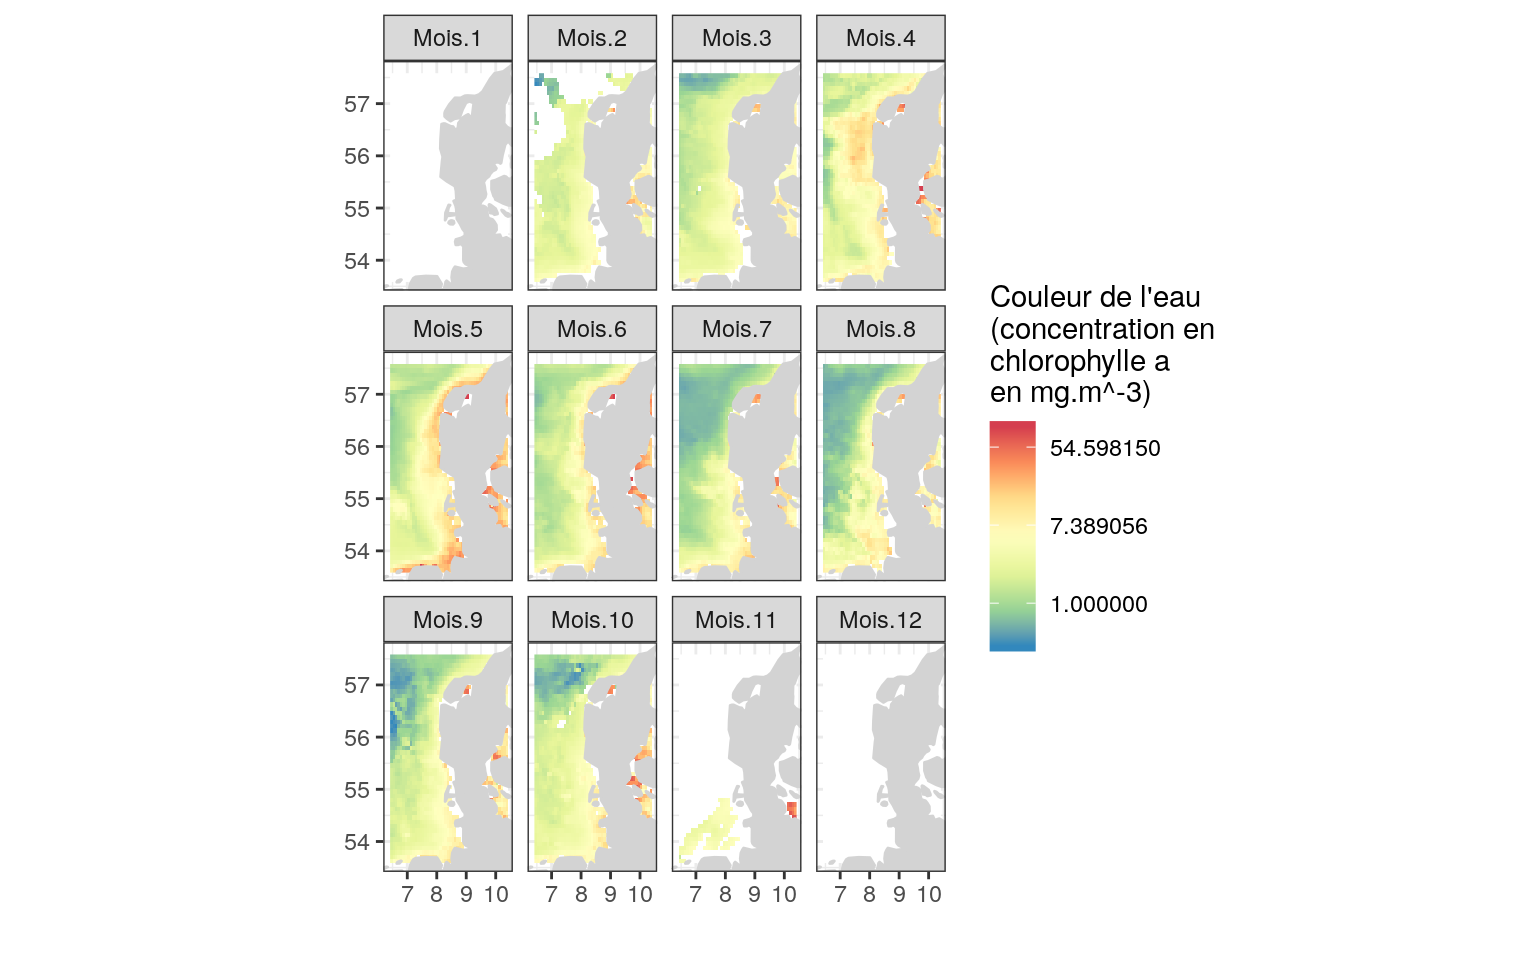 Mois.1 Mois.2 Mois.3 Mois.4
57
56
55
54
Mois.5 Mois.6 Mois.7 Mois.8
57
56
55
54
Mois.9 Mois.10 Mois.11 Mois.12
57
56
55
54
7 8 9 10 7 8 9 10 7 8 9 10 7 8 9 10
Couleur de l'eau
(concentration en
chlorophylle a
en mg.m^-3)
54.598150
7.389056
1.000000